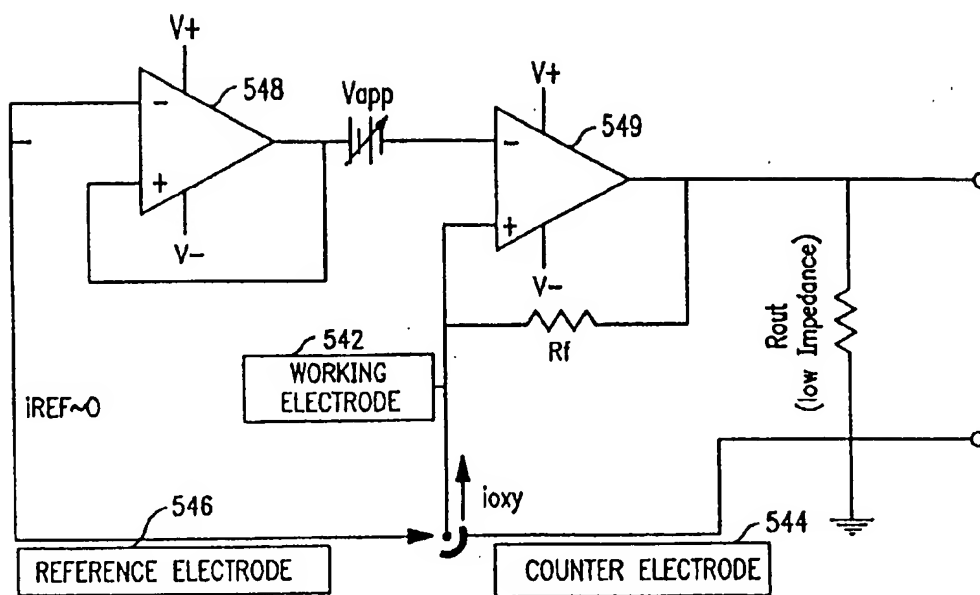 V+
548
Vapp
V+
549
−
−
+
+
V−
V−
Rf
Rout
(low Impedance)
542
WORKING
ELECTRODE
iREF~0
ioxy
546
544
REFERENCE ELECTRODE
COUNTER ELECTRODE